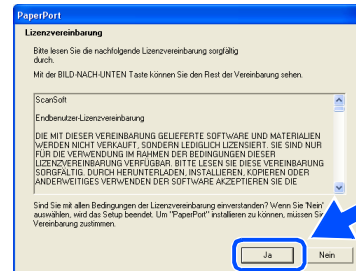 PaperPort
Lizenzvereinbarung
Bitte lesen Sie die nachfolgende Lizenzvereinbarung sorgfältig
durch.
Mit der BILD-NACH-UNTEN Taste können Sie den Rest der Vereinbarung sehen.
ScanSoft
Endbenutzer-Lizenzvereinbarung
DIE MIT DIESER VEREINBARUNG GELIEFERTE SOFTWARE UND MATERIALIEN
WERDEN NICHT VERKAUFT, SONDERN LEDIGLICH LIZENSIERT. SIE SIND NUR
FÜR DIE VERWENDUNG IM RAHMEN DER BEDINGUNGEN DIESER
LIZENZVEREINBARUNG VERFÜGBAR. BITTE LESEN SIE DIESE VEREINBARUNG
SORGFÄLTIG. DURCH HERUNTERLADEN, INSTALLIEREN, KOPIEREN ODER
ANDERWEITIGES VERWENDEN DER SOFTWARE AKZEPTIEREN SIE DIE
Sind Sie mit allen Bedingungen der Lizenzvereinbarung einverstanden? Wenn Sie 'Nein'
auswählen, wird das Setup beendet. Um "PaperPort" installieren zu können, müssen Sie
Vereinbarung zustimmen.
Ja
Nein